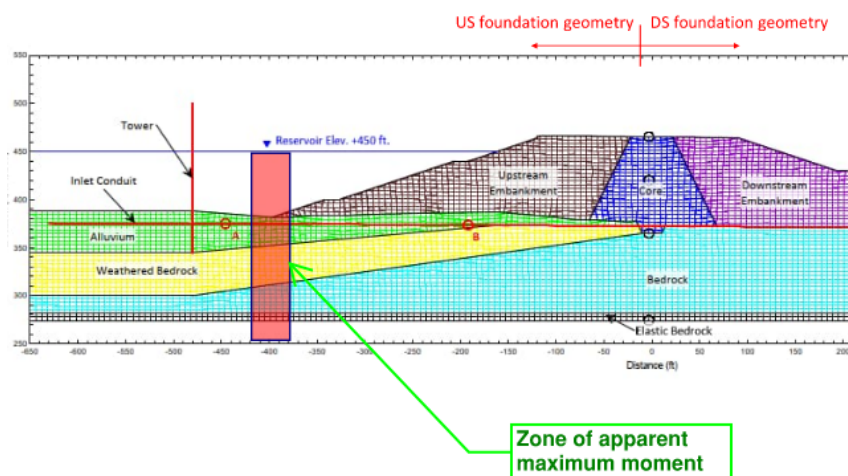 US foundation geometry
DS foundation geometry
550
500
450
400
350
300
250
Tower
Reservoir Elev. +450 ft.
Inlet Conduit
Upstream
Embankment
Core
Downstream
Embankment
A
B
Alluvium
Weathered Bedrock
Bedrock
Elastic Bedrock
-650 -600 -550 -500 -450 -400 -350 -300 -250 -200 -150 -100 -50 0 50 100 150 200
Distance (ft)
Zone of apparent
maximum moment